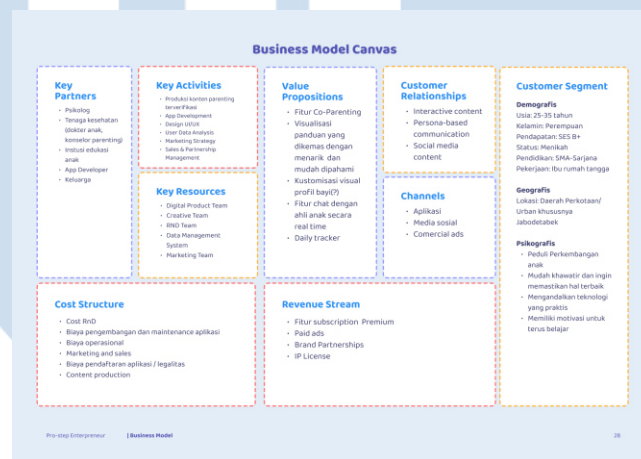 Business Model Canvas
Key
Partners
• Psikolog
• Tenaga kesehatan
(dokter anak,
konselor parenting)
• Instusi edukasi
anak
• App Developer
• Keluarga
Key Activities
• Produksi konten parenting
terverifikasi
• App Development
• Design UI/UX
• User Data Analysis
• Marketing Strategy
• Sales & Partnership
Management
Key Resources
• Digital Product Team
• Creative Team
• RND Team
• Data Management
System
• Marketing Team
Value
Propositions
• Fitur Co-Parenting
• Visualisasi
panduan yang
dikemas dengan
menarik dan
mudah dipahami
• Kustomisasi visual
profil bayi(?)
• Fitur chat dengan
ahli anak secara
real time
• Daily tracker
Customer
Relationships
• Interactive content
• Persona-based
communication
• Social media
content
Channels
• Aplikasi
• Media sosial
• Comercial ads
Customer Segment
Demografis
Usia: 25-35 tahun
Kelamin: Perempuan
Pendapatan: SES B+
Status: Menikah
Pendidikan: SMA-Sarjana
Pekerjaan: Ibu rumah tangga
Geografis
Lokasi: Daerah Perkotaan/
Urban khususnya
Jabodetabek
Psikografis
• Peduli Perkembangan
anak
• Mudah khawatir dan ingin
memastikan hal terbaik
• Mengandalkan teknologi
yang praktis
• Memiliki motivasi untuk
terus belajar
Cost Structure
• Cost RnD
• Biaya pengembangan dan maintenance aplikasi
• Biaya operasional
• Marketing and sales
• Biaya pendaftaran aplikasi / legalitas
• Content production
Revenue Stream
• Fitur subscription Premium
• Paid ads
• Brand Partnerships
• IP License
Pro-step Enterpreneur | Business Model 28